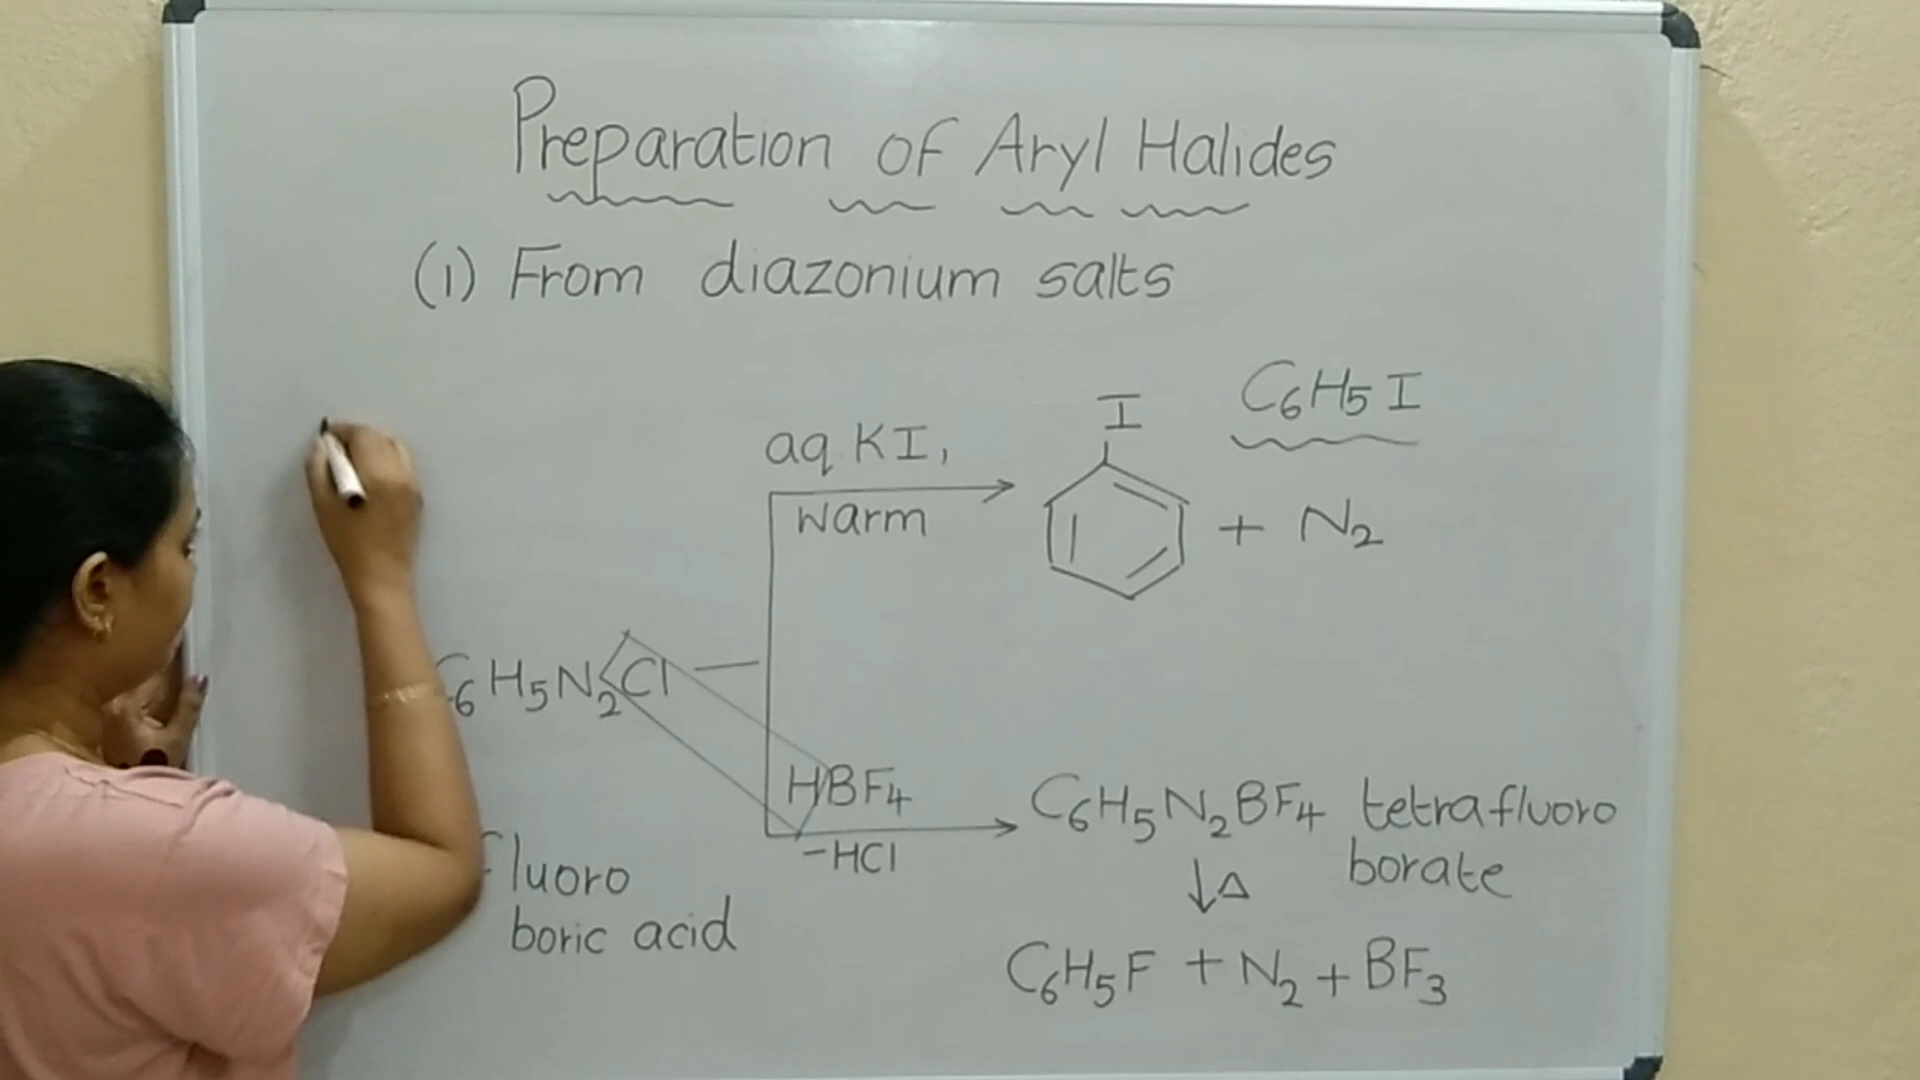 Preparation of Aryl Halides
(1) From diazonium salts
C6H5I
I
aq KI,
warm
+ N2
C6H5N2Cl
HBF4
-HCl
C6H5N2BF4 tetrafluoro
borate
↓Δ
Fluoro
boric acid
C6H5F + N2 + BF3